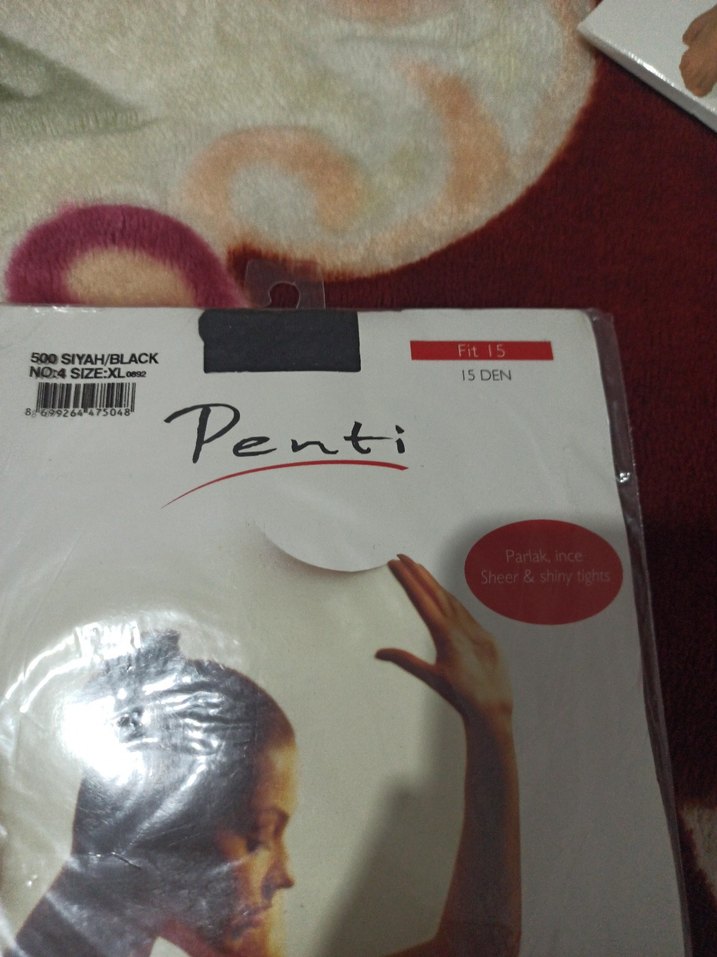 500 SIYAH/BLACK
NO:4 SIZE:XL 0892
8 699264 475048
Fit 15
15 DEN
Penti
Parlak, ince
Sheer & shiny tights